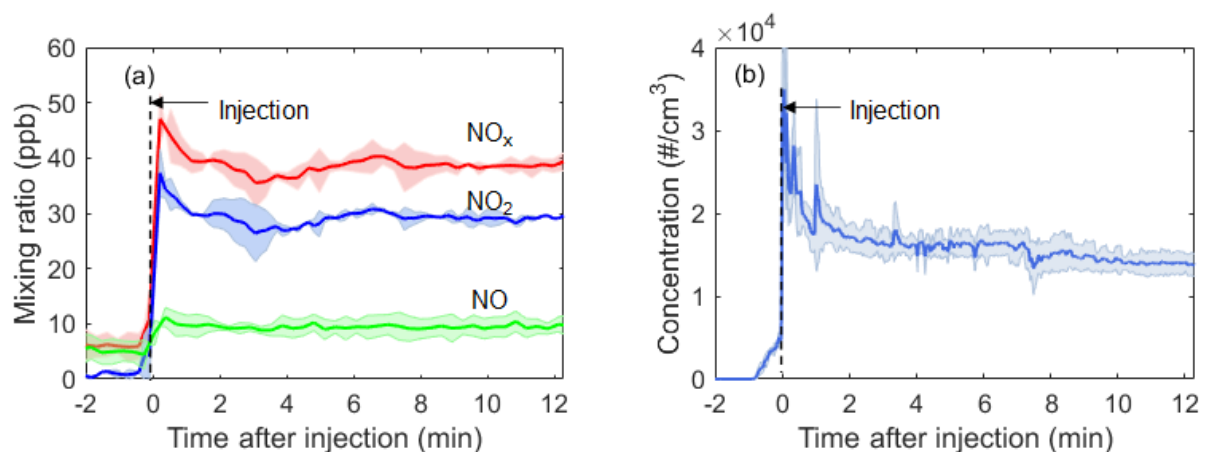 (a)
Injection
NOₓ
NO₂
NO
Mixing ratio (ppb)
60
50
40
30
20
10
0
-2 0 2 4 6 8 10 12
Time after injection (min)
×10⁴
(b)
Injection
Concentration (#/cm³)
4
3
2
1
0
-2 0 2 4 6 8 10 12
Time after injection (min)